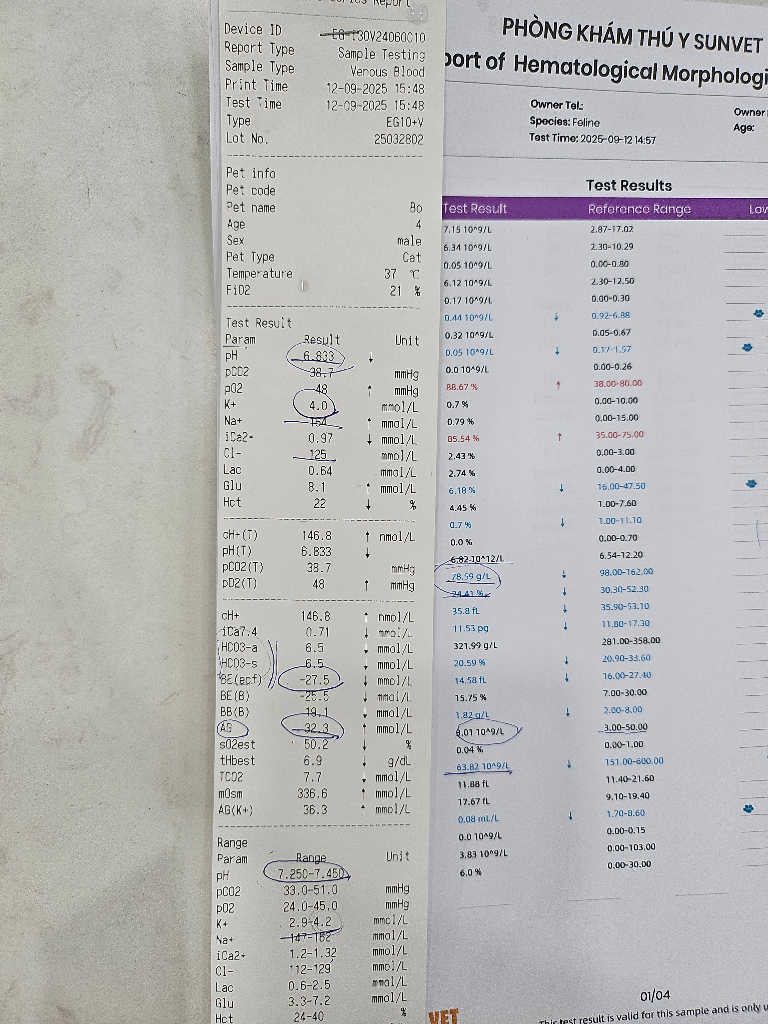 Report
Device ID EG-130V24060C10
Report Type Sample Testing
Sample Type Venous Blood
Print Time 12-09-2025 15:48
Test Time 12-09-2025 15:48
Type EG10+V
Lot No. 25032802
Pet info
Pet code
Pet name Bo
Age 4
Sex male
Pet Type Cat
Temperature 37 ℃
FiO2 21 %
Test Result
Param Result Unit
pH 6.833 ↓
pCO2 38.7 mmHg
pO2 48 ↑ mmHg
K+ 4.0 mmol/L
Na+ 164 ↑ mmol/L
iCa2+ 0.97 ↓ mmol/L
Cl- 125 mmol/L
Lac 0.64 mmol/L
Glu 8.1 ↑ mmol/L
Hct 22 ↓ %
cH+(T) 146.8 ↑ nmol/L
pH(T) 6.833 ↓
pCO2(T) 38.7 mmHg
pO2(T) 48 ↑ mmHg
cH+ 146.8 ↑ nmol/L
iCa7.4 0.71 ↓ mmol/L
HCO3-a 6.5 ↓ mmol/L
HCO3-s 6.5 ↓ mmol/L
BE(ecf) -27.5 ↓ mmol/L
BE(B) -26.5 ↓ mmol/L
BB(B) 19.1 ↓ mmol/L
AG 32.3 ↑ mmol/L
sO2est 50.2 ↓ %
tHbest 6.9 ↓ g/dL
TCO2 7.7 ↓ mmol/L
mOsm 336.6 ↑ mmol/L
AG(K+) 36.3 ↑ mmol/L
Range
Param Range Unit
pH 7.250-7.450
pCO2 33.0-51.0 mmHg
pO2 24.0-45.0 mmHg
K+ 2.9-4.2 mmol/L
Na+ 147-162 mmol/L
iCa2+ 1.2-1.32 mmol/L
Cl- 112-129 mmol/L
Lac 0.6-2.5 mmol/L
Glu 3.3-7.2 mmol/L
Hct 24-40 %
PHÒNG KHÁM THÚ Y SUNVET
port of Hematological Morphologi
Owner Tel.: Owner
Species: Feline Age:
Test Time: 2025-09-12 14:57
Test Results
Test Result Reference Range Low
7.15 10^9/L 2.87-17.02
6.34 10^9/L 2.30-10.29
0.05 10^9/L 0.00-0.80
6.12 10^9/L 2.30-12.50
0.17 10^9/L 0.00-0.30
0.44 10^9/L ↓ 0.92-6.88
0.32 10^9/L 0.05-0.67
0.05 10^9/L ↓ 0.17-1.57
0.0 10^9/L 0.00-0.26
88.67 % ↑ 38.00-80.00
0.7 % 0.00-10.00
0.79 % 0.00-15.00
85.54 % ↑ 35.00-75.00
2.43 % 0.00-3.00
2.74 % 0.00-4.00
6.18 % ↓ 16.00-47.50
4.45 % 1.00-7.60
0.7 % ↓ 1.00-11.10
0.0 % 0.00-0.70
6.82 10^12/L 6.54-12.20
78.59 g/L ↓ 98.00-162.00
24.41 % ↓ 30.30-52.30
35.8 fL ↓ 35.90-53.10
11.53 pg ↓ 11.80-17.30
321.99 g/L 281.00-358.00
20.59 % ↓ 20.90-33.60
14.58 fL ↓ 16.00-27.40
15.75 % 7.00-30.00
1.82 g/L ↓ 2.00-8.00
8.01 10^9/L 3.00-50.00
0.04 % 0.00-1.00
63.82 10^9/L ↓ 151.00-600.00
11.88 fL 11.40-21.60
17.67 fL 9.10-19.40
0.08 mL/L ↓ 1.70-8.60
0.0 10^9/L 0.00-0.15
3.83 10^9/L 0.00-103.00
6.0 % 0.00-30.00
01/04
VET
This test result is valid for this sample and is only u